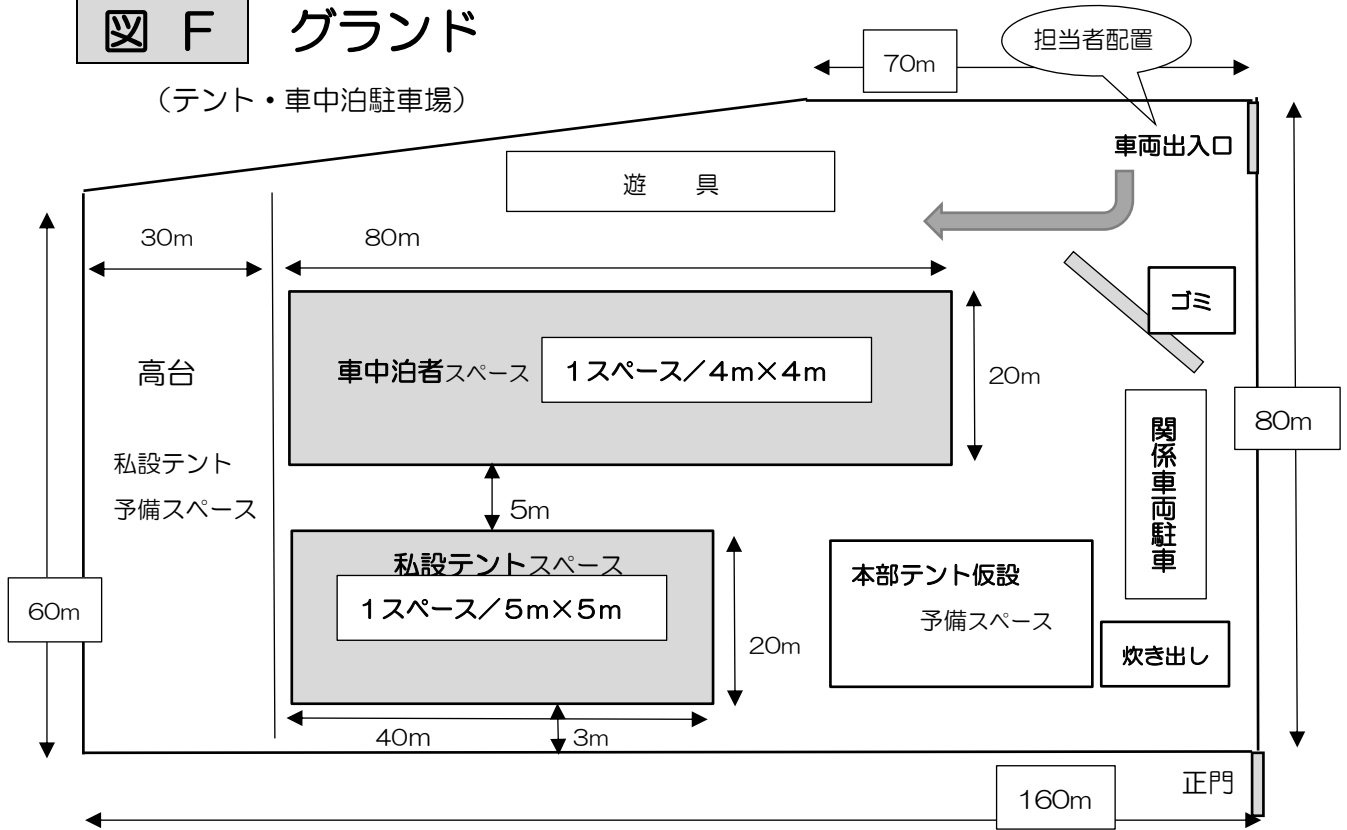 図 F グランド
（テント・車中泊駐車場）
70m
担当者配置
車両出入口
遊 具
30m
80m
ゴミ
高台
車中泊者スペース
1スペース／4m×4m
20m
80m
関係車両駐車
私設テント
予備スペース
5m
私設テントスペース
1スペース／5m×5m
本部テント仮設
予備スペース
60m
20m
炊き出し
40m
3m
正門
160m